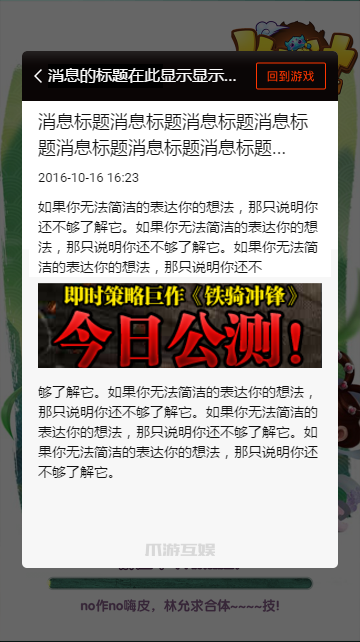 消息的标题在此显示显示...
回到游戏
消息标题消息标题消息标题消息标
题消息标题消息标题消息标题...
2016-10-16 16:23
如果你无法简洁的表达你的想法，那只说明你
还不够了解它。如果你无法简洁的表达你的想
法，那只说明你还不够了解它。如果你无法简
洁的表达你的想法，那只说明你还不
即时策略巨作《铁骑冲锋》
今日公测!
够了解它。如果你无法简洁的表达你的想法，
那只说明你还不够了解它。如果你无法简洁的
表达你的想法，那只说明你还不够了解它。如
果你无法简洁的表达你的想法，那只说明你还
不够了解它。
爪游互娱
no作no嗨皮，林允求合体~~~~技!